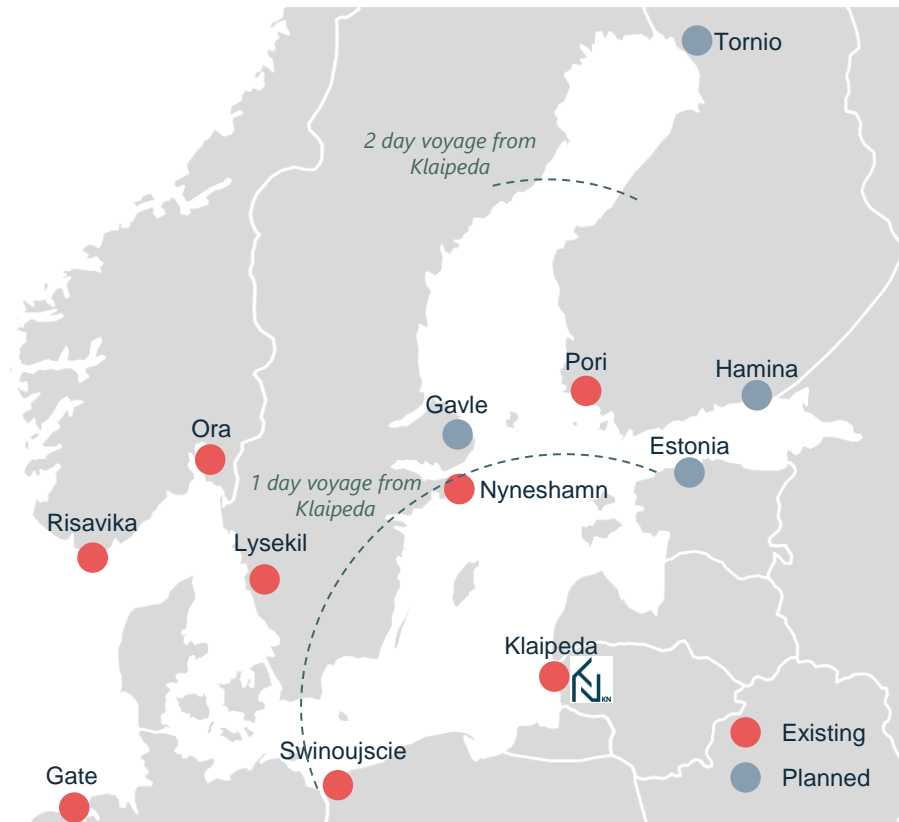 Tornio
2 day voyage from
Klaipeda
Pori
Hamina
Gavle
Ora
Estonia
1 day voyage from
Klaipeda
Nyneshamn
Risavika
Lysekil
Klaipeda
KN
Existing
Swinoujscie
Gate
Planned